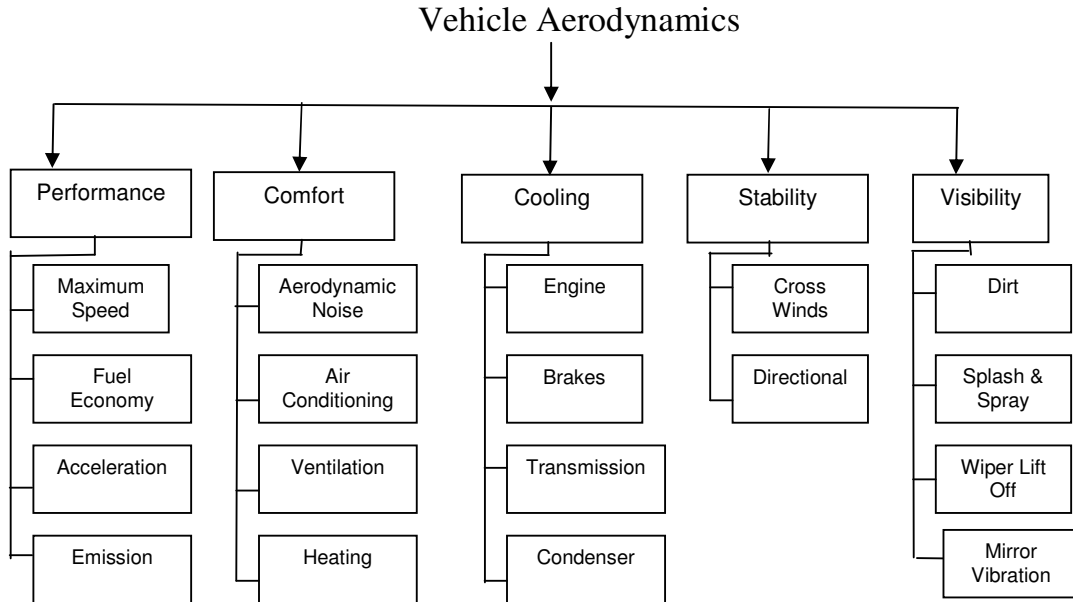 Vehicle Aerodynamics
Performance
Comfort
Cooling
Stability
Visibility
Maximum
Speed
Fuel
Economy
Acceleration
Emission
Aerodynamic
Noise
Air
Conditioning
Ventilation
Heating
Engine
Brakes
Transmission
Condenser
Cross
Winds
Directional
Dirt
Splash &
Spray
Wiper Lift
Off
Mirror
Vibration